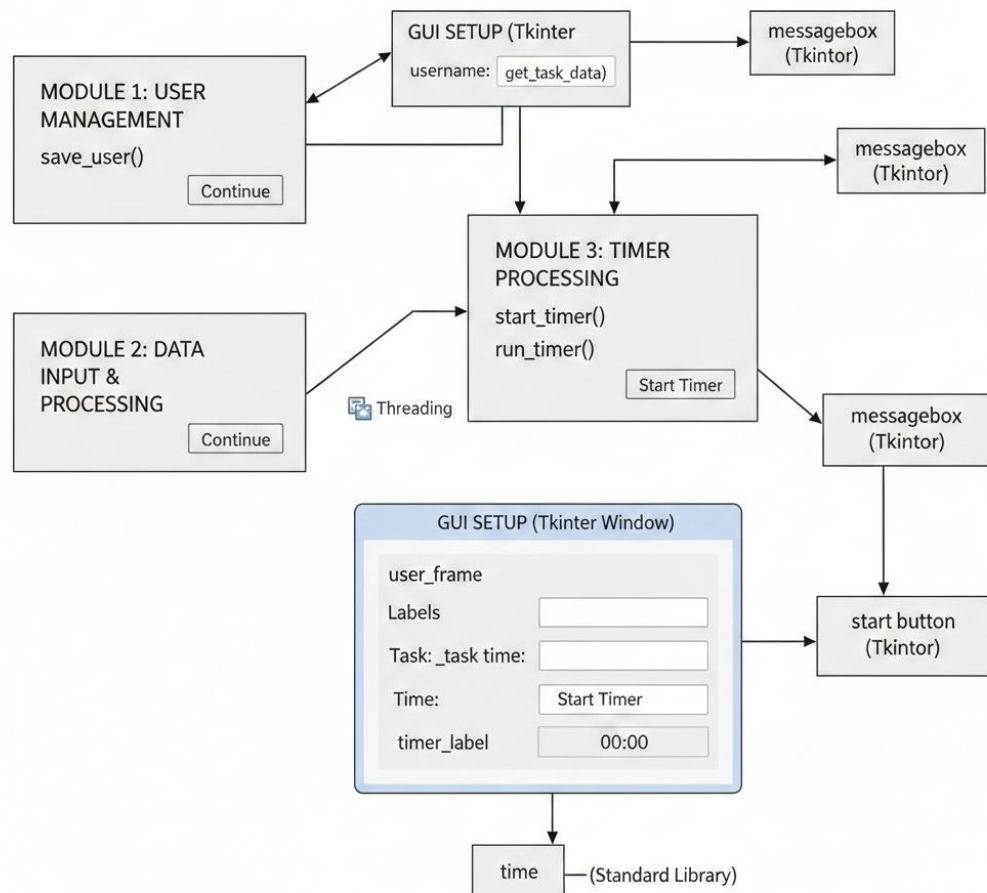 GUI SETUP (Tkinter
username: get_task_data)
messagebox
(Tkintor)
MODULE 1: USER
MANAGEMENT
save_user()
Continue
messagebox
(Tkintor)
MODULE 3: TIMER
PROCESSING
start_timer()
run_timer()
Start Timer
MODULE 2: DATA
INPUT &
PROCESSING
Continue
Threading
messagebox
(Tkintor)
GUI SETUP (Tkinter Window)
user_frame
Labels
Task: _task time:
Time: Start Timer
timer_label 00:00
start button
(Tkintor)
time (Standard Library)